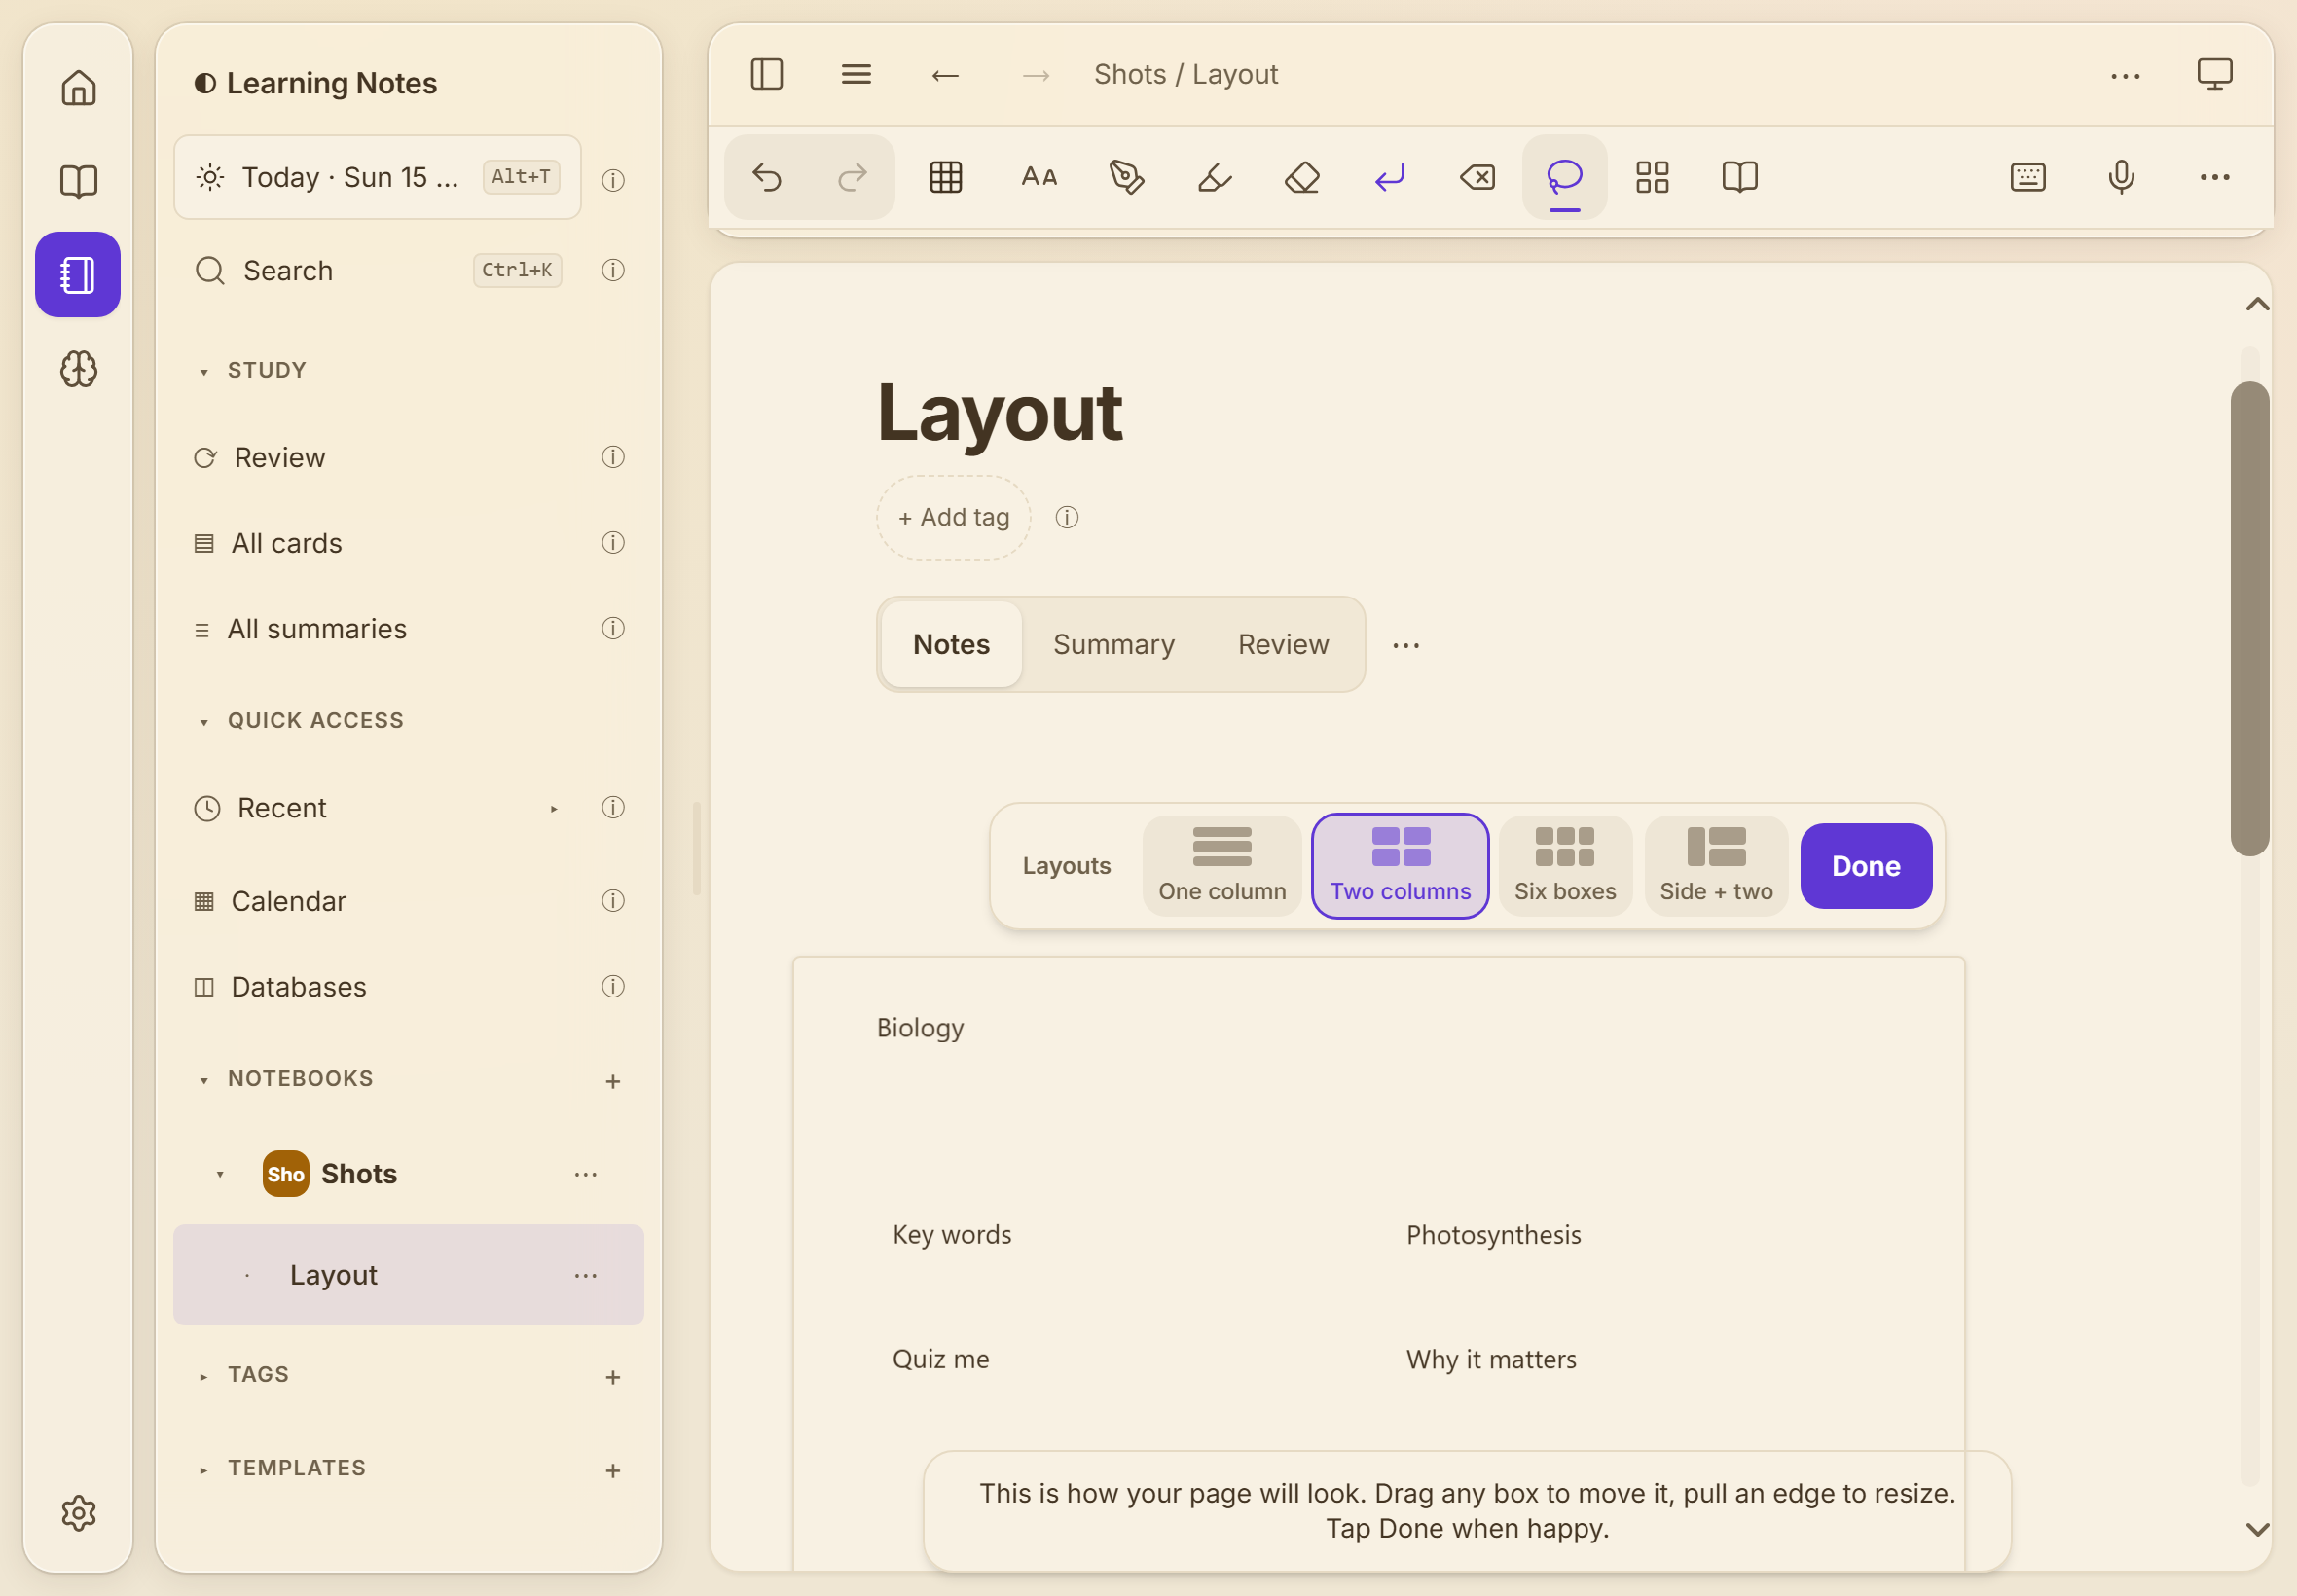 Learning Notes
Today · Sun 15 ... Alt+T
Search Ctrl+K
STUDY
Review
All cards
All summaries
QUICK ACCESS
Recent
Calendar
Databases
NOTEBOOKS +
Sho Shots ...
Layout ...
TAGS +
TEMPLATES +
Shots / Layout
AA
Layout
+ Add tag
Notes Summary Review ...
Layouts One column Two columns Six boxes Side + two Done
Biology
Key words Photosynthesis
Quiz me Why it matters
This is how your page will look. Drag any box to move it, pull an edge to resize.
Tap Done when happy.